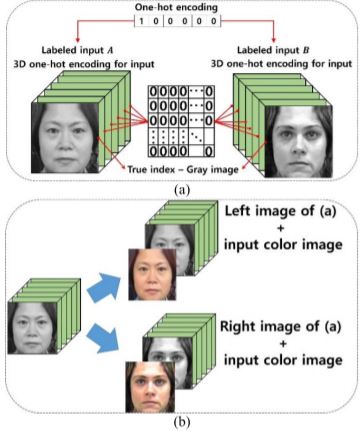 One-hot encoding
1 0 0 0 0 0
Labeled input A
3D one-hot encoding for input
Labeled input B
3D one-hot encoding for input
0 0 0 0 ··· 0
0 0 0 0 ··· 0
0 0 0 0 ··· 0
⋮ ⋮ ⋮ ⋮ ⋱
0 0 0 0 0
True index – Gray image
(a)
Left image of (a)
+
input color image
Right image of (a)
+
input color image
(b)